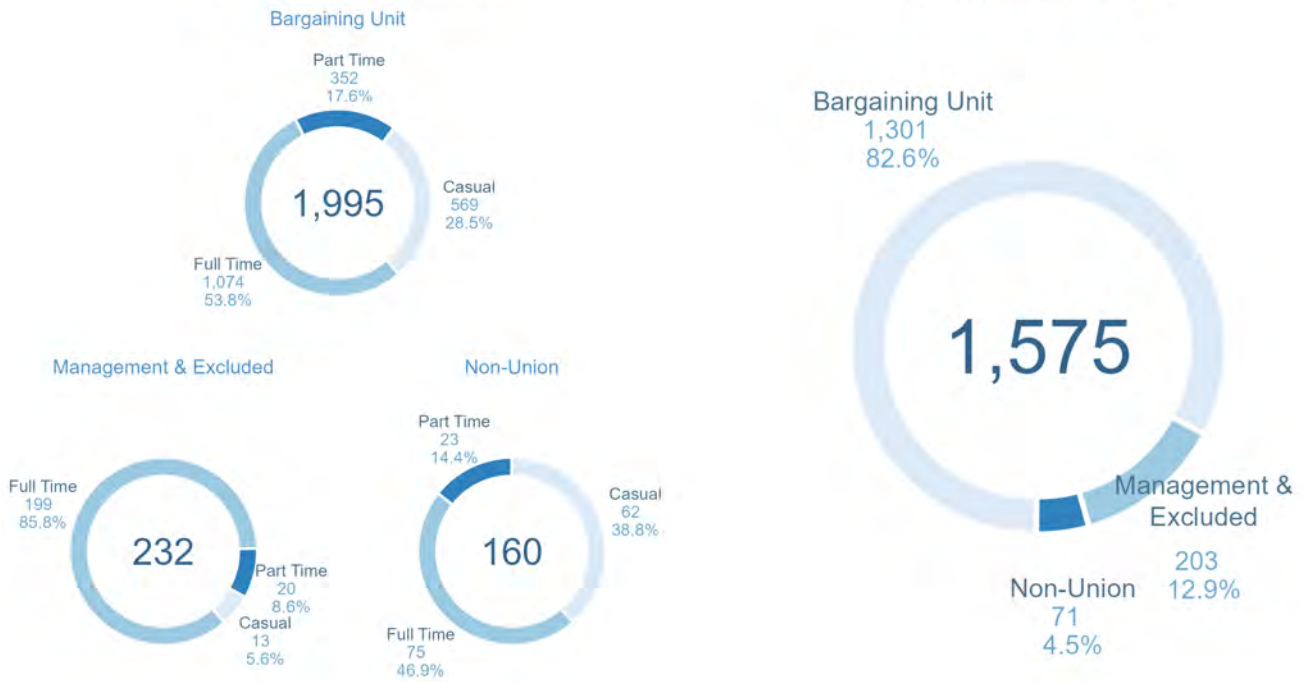 Bargaining Unit
Part Time
352
17.6%
1,995
Casual
569
28.5%
Full Time
1,074
53.8%
Management & Excluded
Full Time
199
85.8%
232
Part Time
20
8.6%
Casual
13
5.6%
Non-Union
Part Time
23
14.4%
Casual
62
38.8%
160
Full Time
75
46.9%
Bargaining Unit
1,301
82.6%
1,575
Management &
Excluded
203
12.9%
Non-Union
71
4.5%